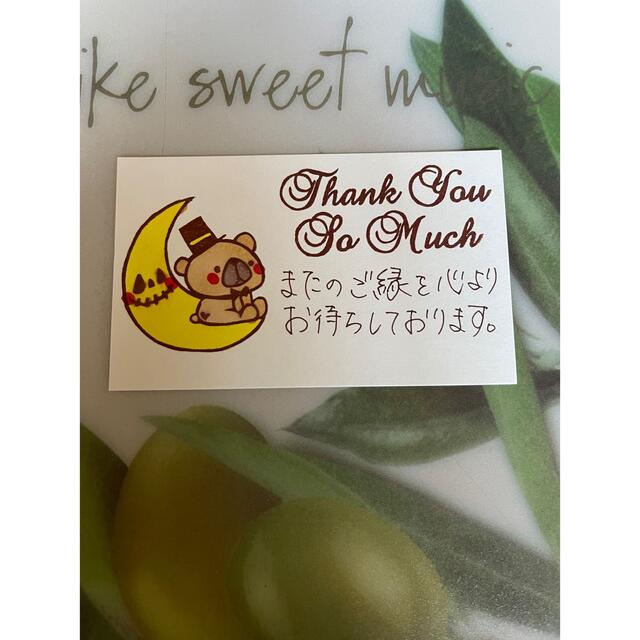 ike sweet music
Thank You
So Much
またのご縁を心より
お待ちしております。